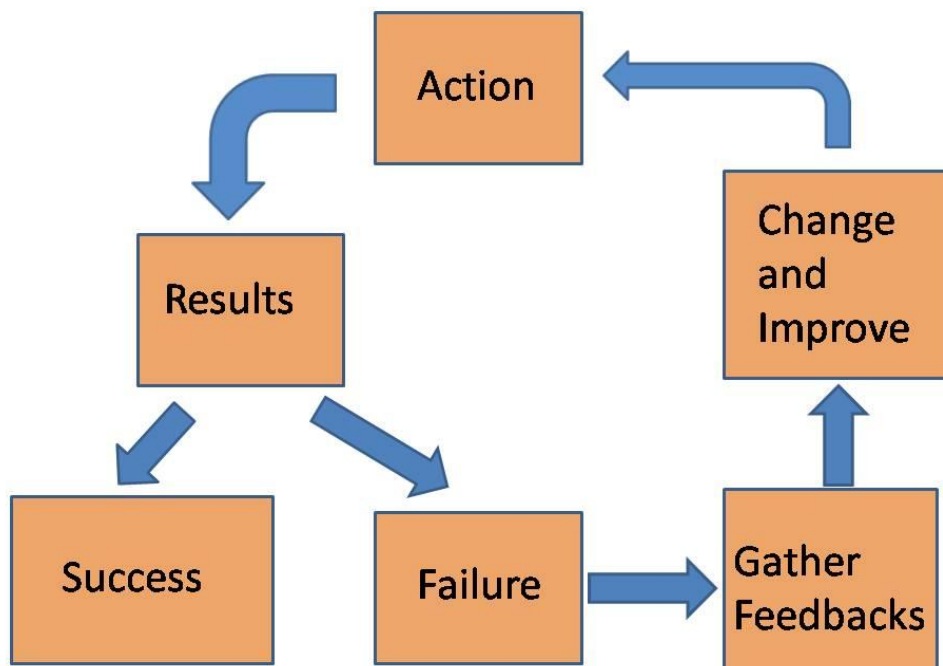 Action
Results
Change
and
Improve
Success
Failure
Gather
Feedbacks